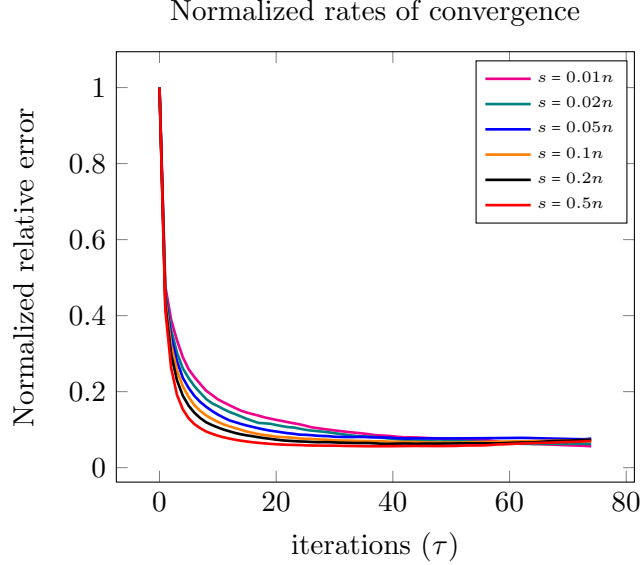 Normalized rates of convergence
1
0.8
0.6
0.4
0.2
0
Normalized relative error
s = 0.01n
s = 0.02n
s = 0.05n
s = 0.1n
s = 0.2n
s = 0.5n
0 20 40 60 80
iterations (τ)